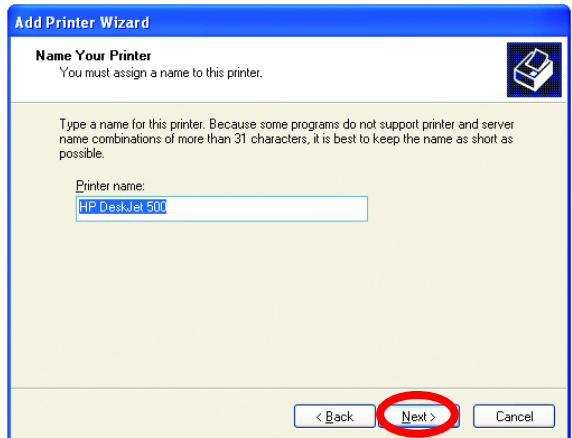 Add Printer Wizard
Name Your Printer
You must assign a name to this printer.
Type a name for this printer. Because some programs do not support printer and server
name combinations of more than 31 characters, it is best to keep the name as short as
possible.
Printer name:
HP DeskJet 500
< Back Next > Cancel